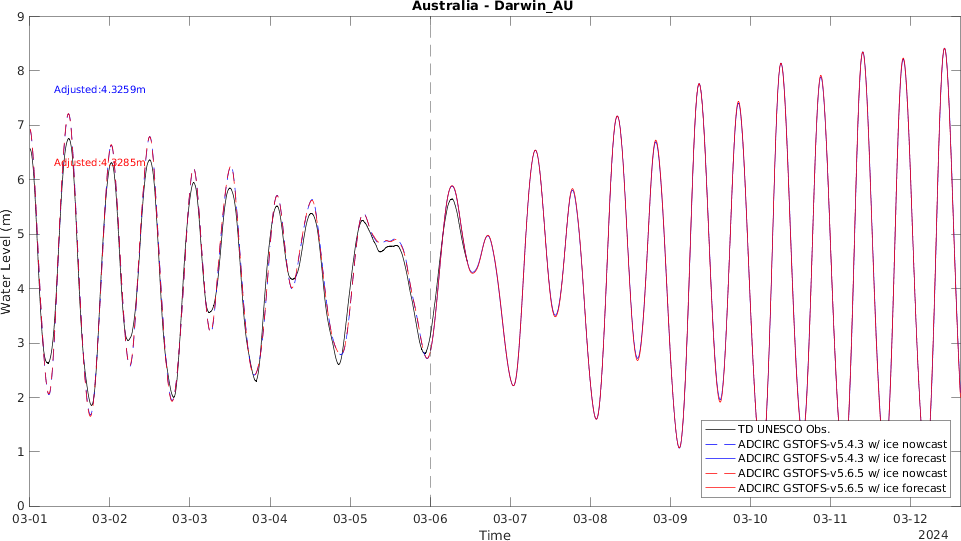 Australia - Darwin_AU
9
8
7
6
5
4
3
2
1
0
Water Level (m)
Adjusted:4.3259m
Adjusted:4.3285m
TD UNESCO Obs.
ADCIRC GSTOFS-v5.4.3 w/ ice nowcast
ADCIRC GSTOFS-v5.4.3 w/ ice forecast
ADCIRC GSTOFS-v5.6.5 w/ ice nowcast
ADCIRC GSTOFS-v5.6.5 w/ ice forecast
03-01 03-02 03-03 03-04 03-05 03-06 03-07 03-08 03-09 03-10 03-11 03-12
Time
2024